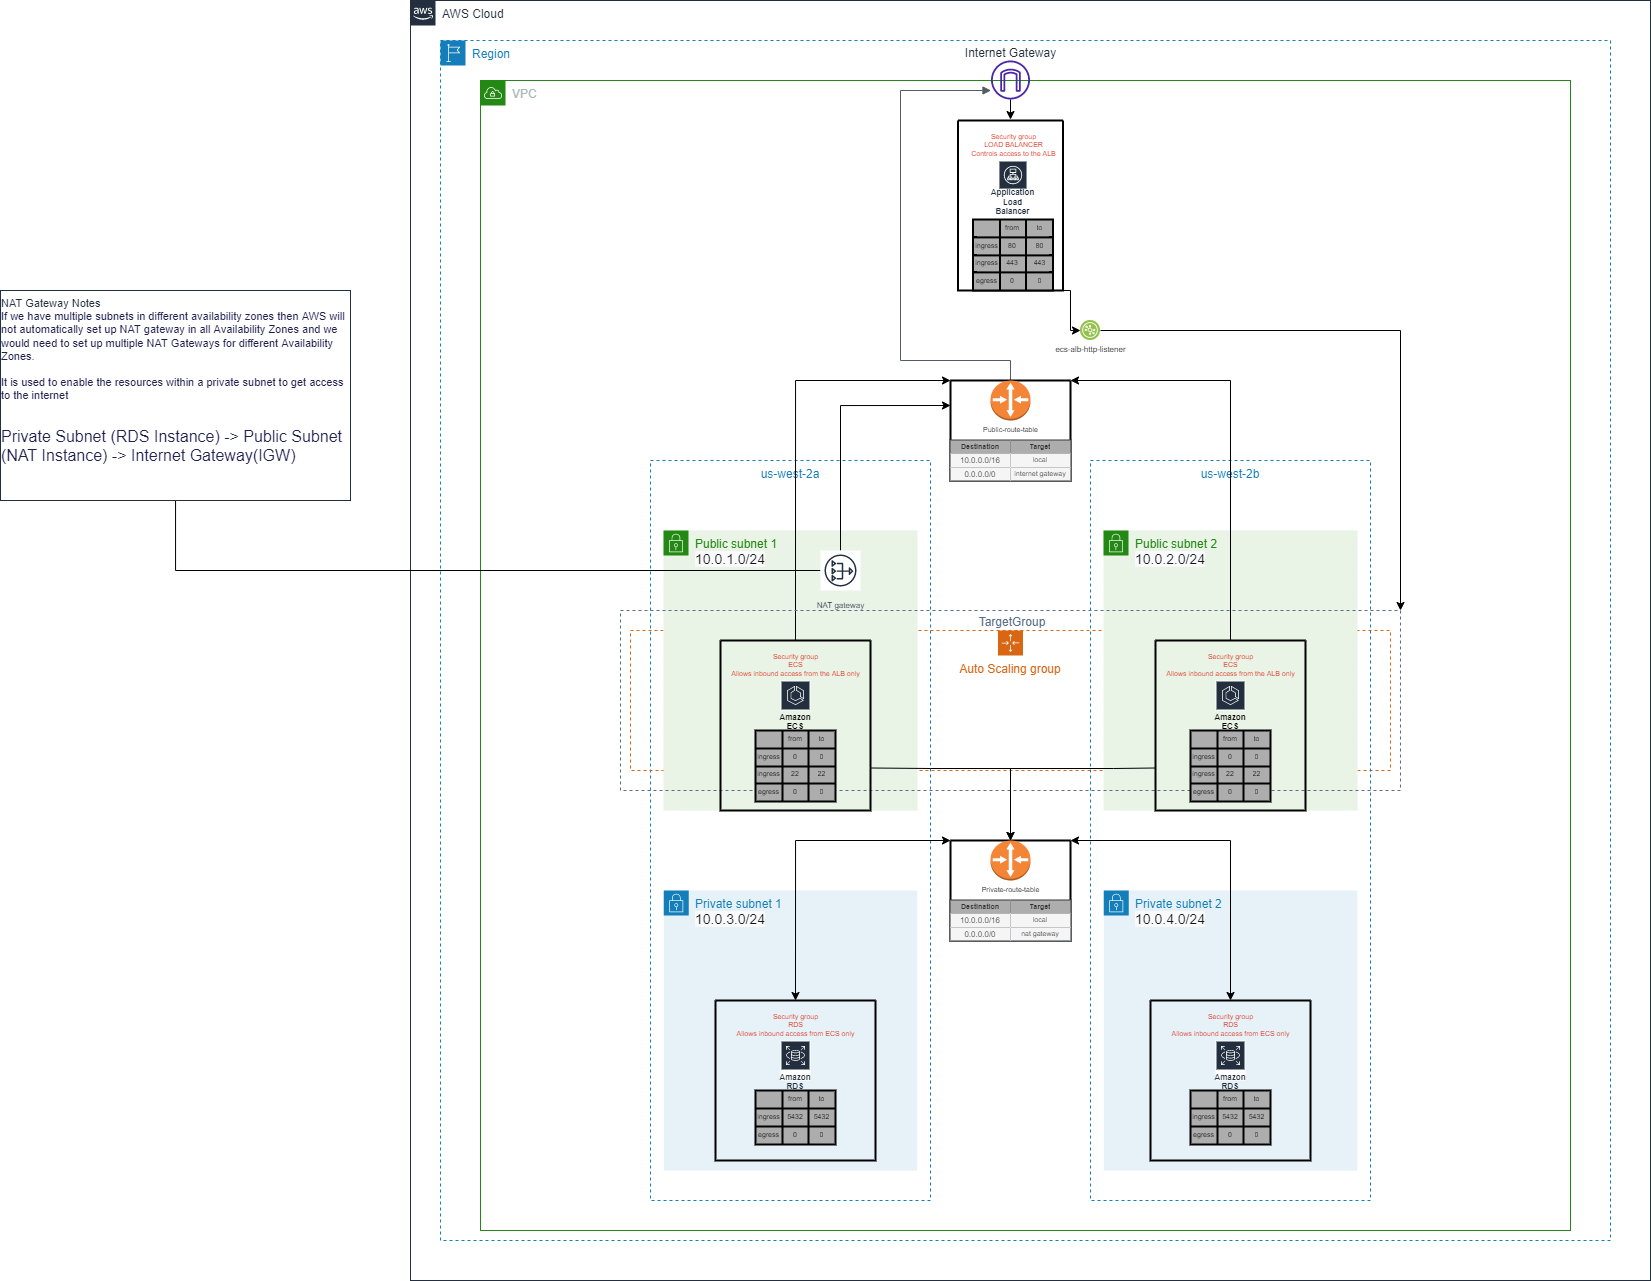 aws
AWS Cloud
Region
Internet Gateway
VPC
Security group
LOAD BALANCER
Controls access to the ALB
Application
Load
Balancer
from to
ingress 80 80
ingress 443 443
egress 0 0
ecs-alb-http-listener
NAT Gateway Notes
If we have multiple subnets in different availability zones then AWS will
not automatically set up NAT gateway in all Availability Zones and we
would need to set up multiple NAT Gateways for different Availability
Zones.
It is used to enable the resources within a private subnet to get access
to the internet
Private Subnet (RDS Instance) -> Public Subnet
(NAT Instance) -> Internet Gateway(IGW)
Public-route-table
Destination Target
10.0.0.0/16 local
0.0.0.0/0 internet gateway
us-west-2a
us-west-2b
Public subnet 1
10.0.1.0/24
NAT gateway
Public subnet 2
10.0.2.0/24
TargetGroup
Auto Scaling group
Security group
ECS
Allows inbound access from the ALB only
Amazon
ECS
from to
ingress 0 0
ingress 22 22
egress 0 0
Security group
ECS
Allows inbound access from the ALB only
Amazon
ECS
from to
ingress 0 0
ingress 22 22
egress 0 0
Private-route-table
Destination Target
10.0.0.0/16 local
0.0.0.0/0 nat gateway
Private subnet 1
10.0.3.0/24
Private subnet 2
10.0.4.0/24
Security group
RDS
Allows inbound access from ECS only
Amazon
RDS
from to
ingress 5432 5432
egress 0 0
Security group
RDS
Allows inbound access from ECS only
Amazon
RDS
from to
ingress 5432 5432
egress 0 0